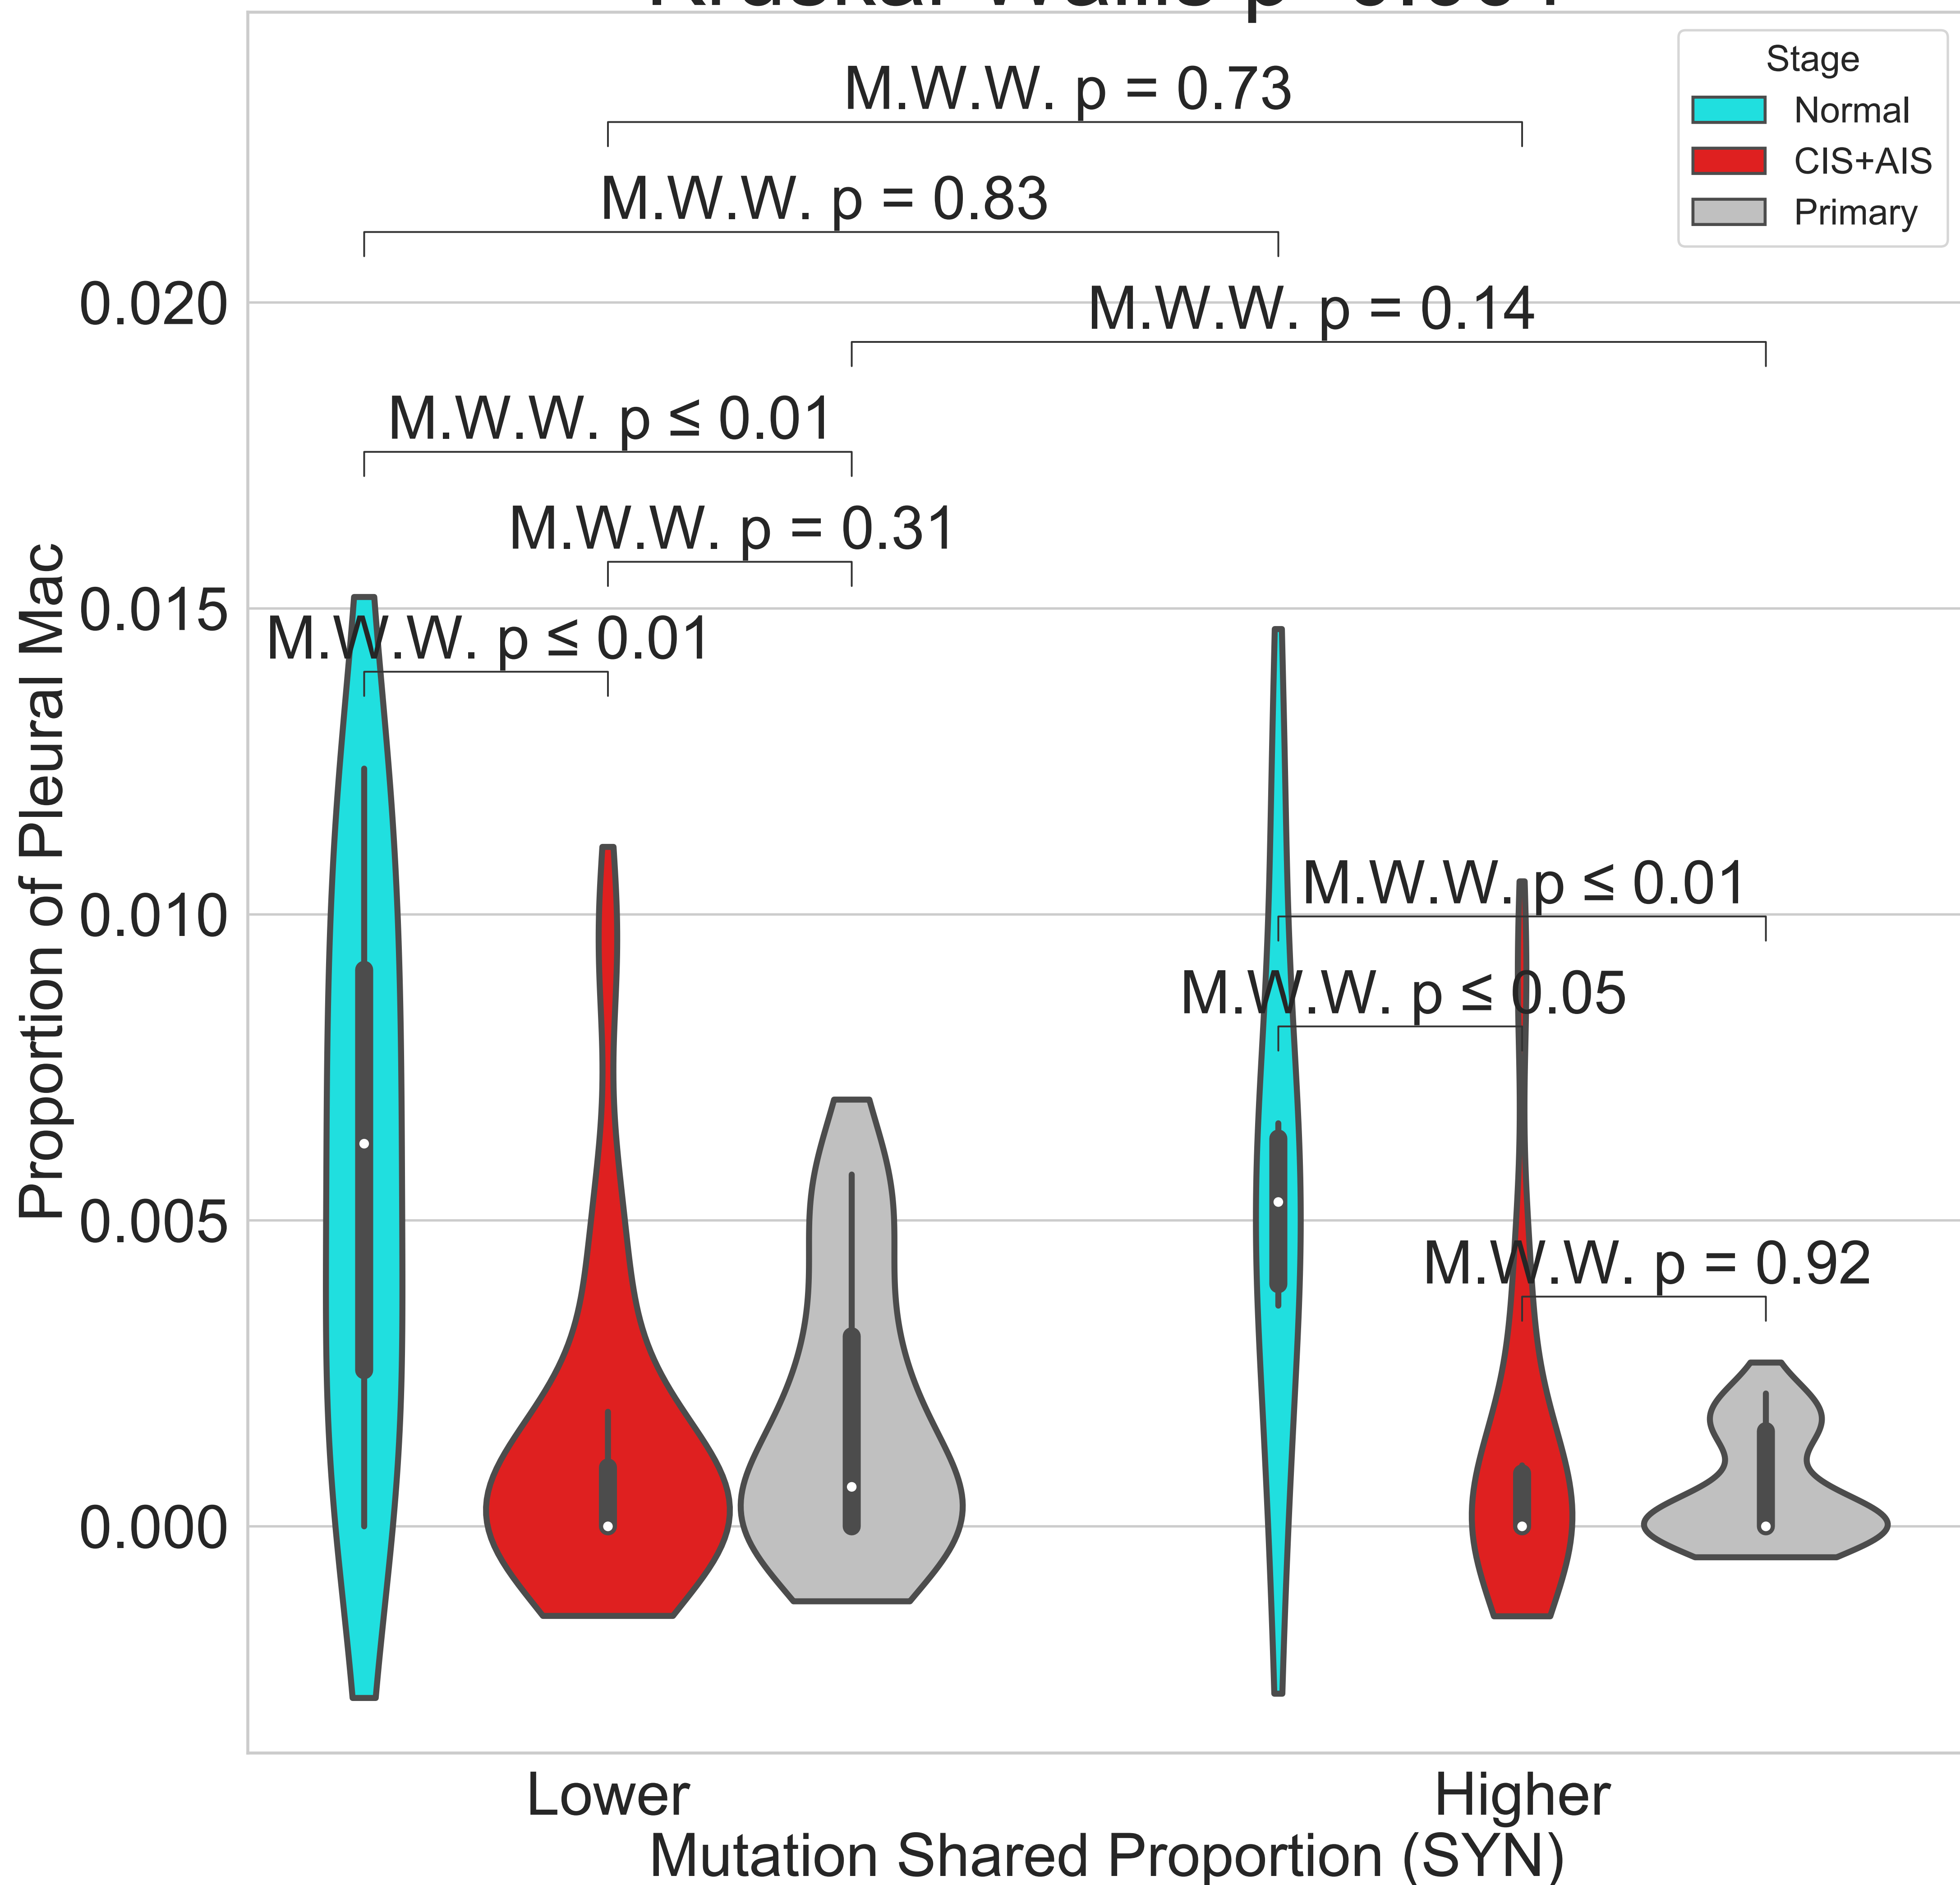 Stage
Normal
CIS+AIS
Primary
M.W.W. p = 0.73
M.W.W. p = 0.83
M.W.W. p = 0.14
M.W.W. p ≤ 0.01
M.W.W. p = 0.31
M.W.W. p ≤ 0.01
M.W.W. p ≤ 0.01
M.W.W. p ≤ 0.05
M.W.W. p = 0.92
Proportion of Pleural Mac
0.020
0.015
0.010
0.005
0.000
Lower
Higher
Mutation Shared Proportion (SYN)